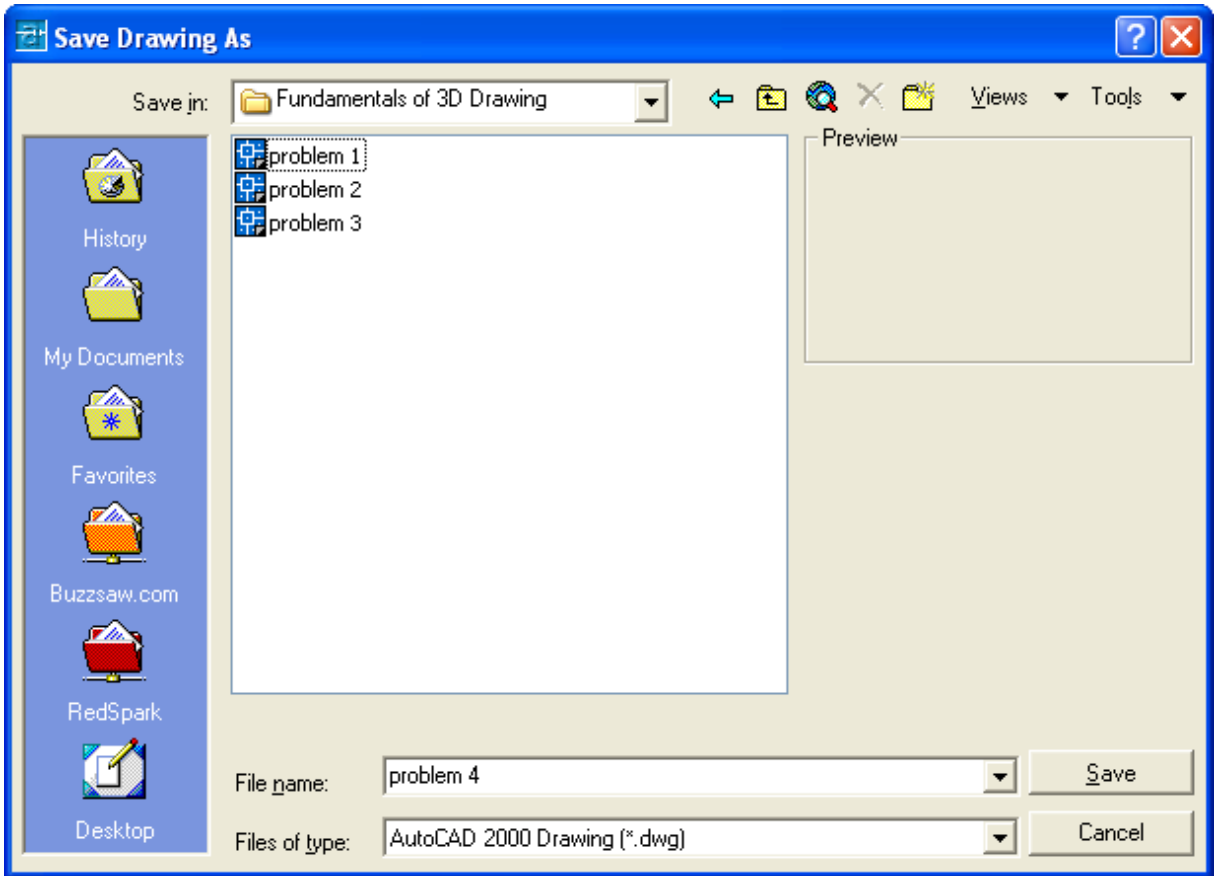 Save Drawing As
Save in:
Fundamentals of 3D Drawing
Views
Tools
History
My Documents
Favorites
Buzzsaw.com
RedSpark
Desktop
problem 1
problem 2
problem 3
Preview
File name:
problem 4
Save
Files of type:
AutoCAD 2000 Drawing (*.dwg)
Cancel